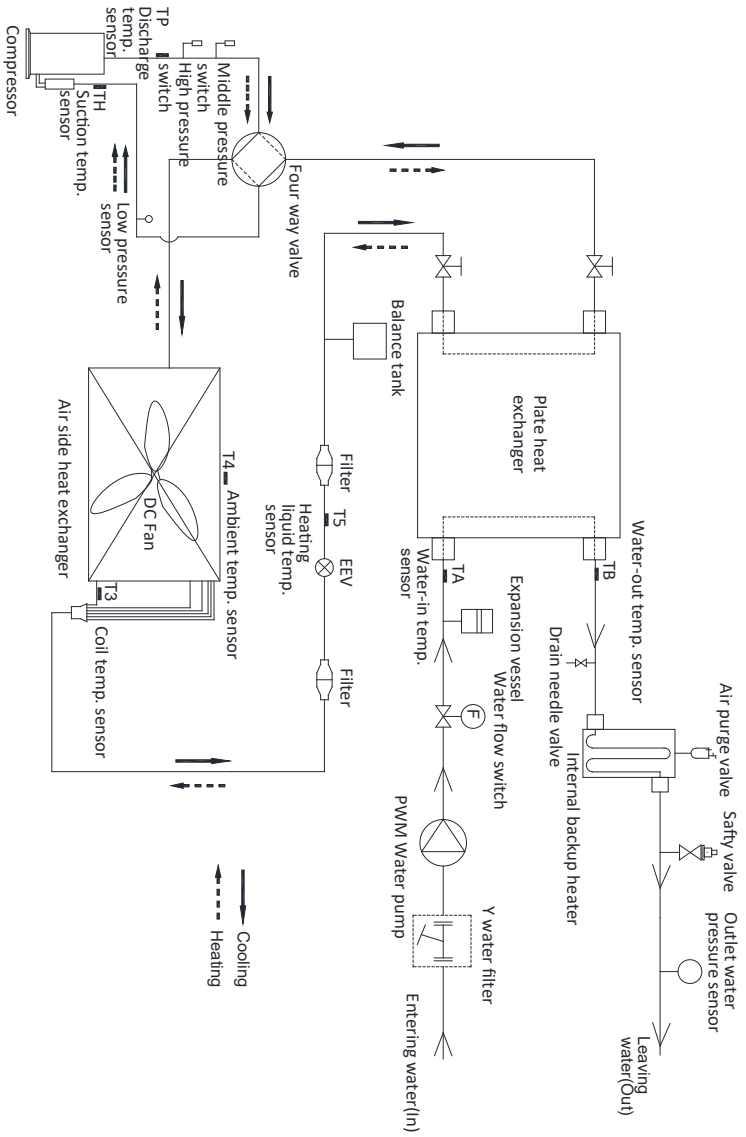 Air purge valve
Safty valve
Outlet water
pressure sensor
Leaving
water(Out)
Water-out temp. sensor
TB
Drain needle valve
Internal backup heater
Plate heat
exchanger
TA
Water-in temp.
sensor
Expansion vessel
F
Water flow switch
PWM Water pump
Y water filter
Entering water(In)
Balance tank
Filter
T5
Heating
liquid temp.
sensor
EEV
Filter
Four way valve
Middle pressure
switch
High pressure
switch
TP
Discharge
temp.
sensor
TH
Suction temp.
sensor
Compressor
Low pressure
sensor
T4
Ambient temp. sensor
DC Fan
Air side heat exchanger
T3
Coil temp. sensor
Cooling
Heating